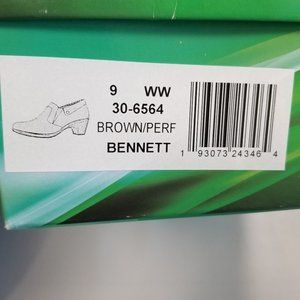 9 WW
30-6564
BROWN/PERF
BENNETT
1 93073 24346 4